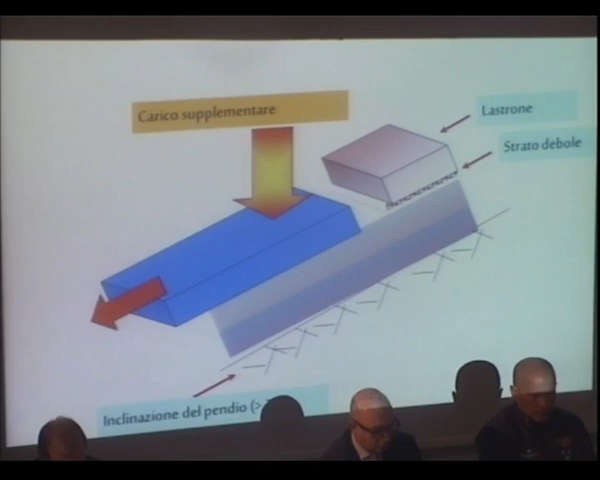 Carico supplementare
Lastrone
Strato debole
Inclinazione del pendio (>